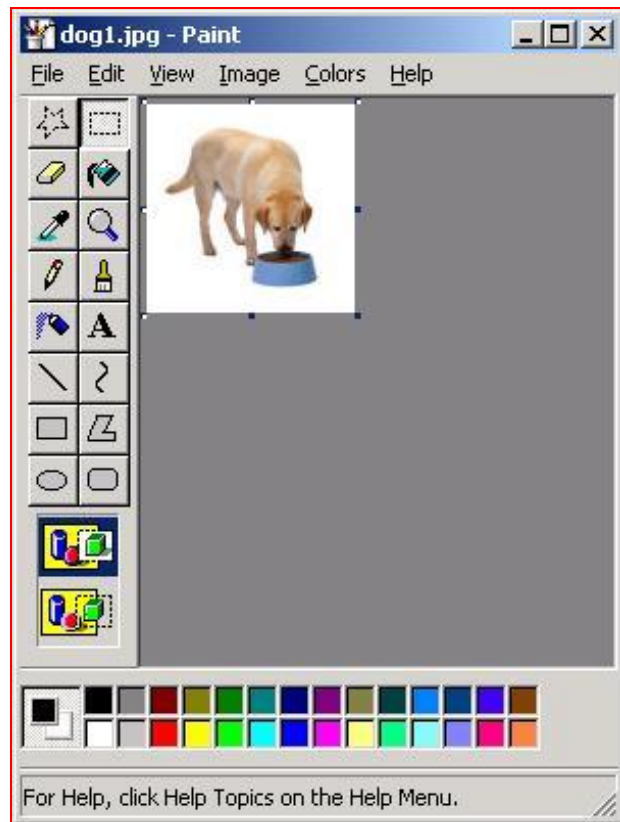 dog1.jpg - Paint
File Edit View Image Colors Help
A
For Help, click Help Topics on the Help Menu.